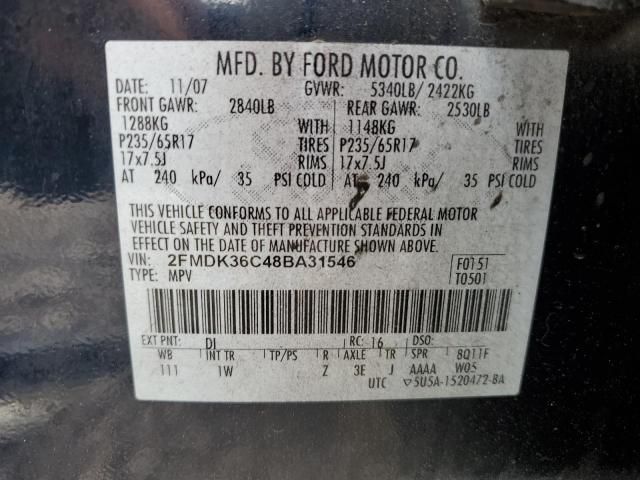 MFD. BY FORD MOTOR CO.
DATE: 11/07 GVWR: 5340LB/ 2422KG
FRONT GAWR: 2840LB REAR GAWR: 2530LB
1288KG WITH 1148KG WITH
P235/65R17 TIRES P235/65R17 TIRES
17x7.5J RIMS 17x7.5J RIMS
AT 240 kPa/ 35 PSI COLD AT 240 kPa/ 35 PSI COLD
THIS VEHICLE CONFORMS TO ALL APPLICABLE FEDERAL MOTOR
VEHICLE SAFETY AND THEFT PREVENTION STANDARDS IN
EFFECT ON THE DATE OF MANUFACTURE SHOWN ABOVE.
VIN: 2FMDK36C48BA31546 F0151
TYPE: MPV T0501
EXT PNT: DI RC: 16 DSO:
WB INT TR TP/PS R AXLE TR SPR 8Q11F
111 1W Z 3E J AAAA W05
UTC ▽5U5A-1520472-BA